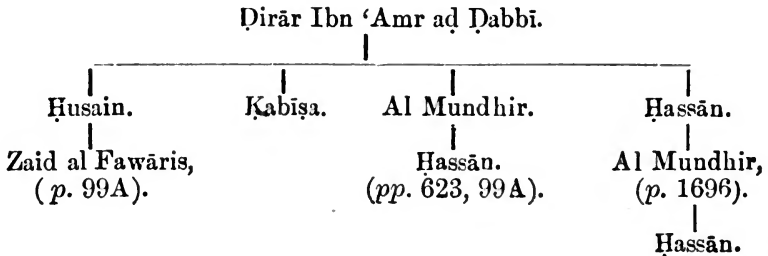 Ḍirār Ibn ‘Amr aḍ Ḍabbī.
Ḥusain. Ḳabīṣa. Al Mundhir. Ḥassān.
Zaid al Fawāris, Ḥassān. Al Mundhir,
(p. 99A). (pp. 623, 99A). (p. 1696).
Ḥassān.